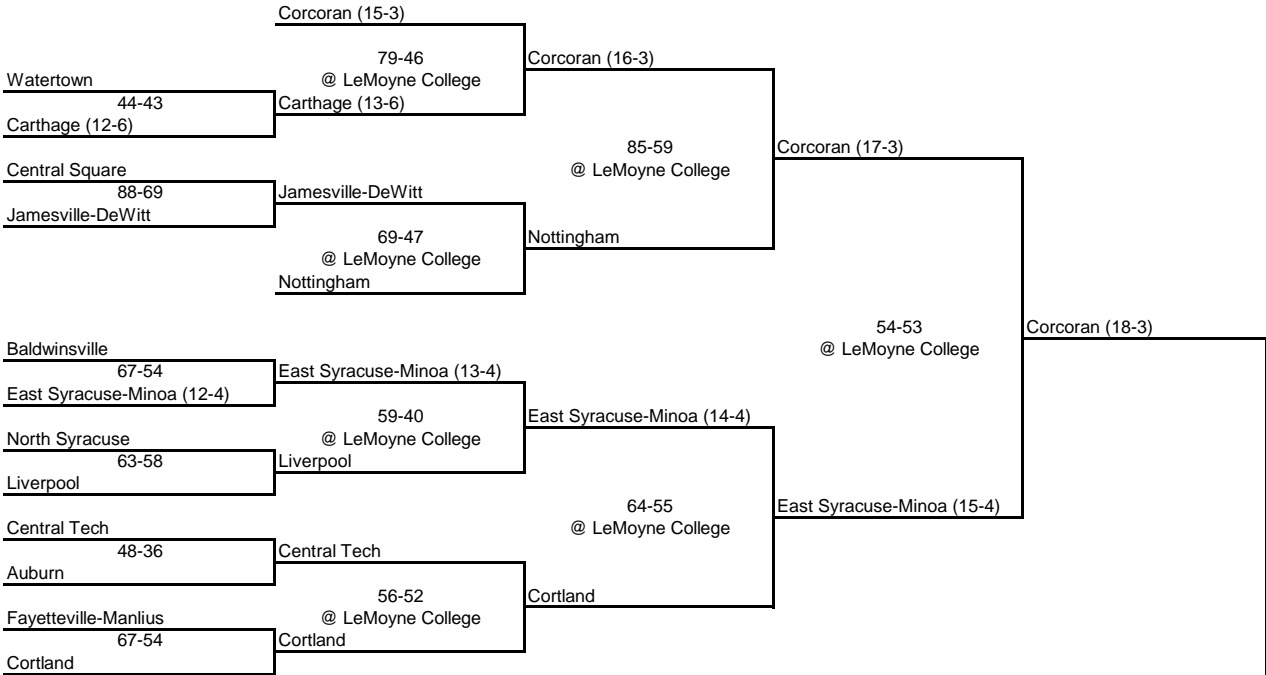 Corcoran (15-3)
79-46
@ LeMoyne College
Corcoran (16-3)
Watertown
44-43
Carthage (13-6)
Carthage (12-6)
85-59
@ LeMoyne College
Corcoran (17-3)
Central Square
88-69
Jamesville-DeWitt
Jamesville-DeWitt
69-47
@ LeMoyne College
Nottingham
Nottingham
54-53
@ LeMoyne College
Corcoran (18-3)
Baldwinsville
67-54
East Syracuse-Minoa (13-4)
East Syracuse-Minoa (12-4)
59-40
@ LeMoyne College
East Syracuse-Minoa (14-4)
North Syracuse
63-58
Liverpool
Liverpool
64-55
@ LeMoyne College
East Syracuse-Minoa (15-4)
Central Tech
48-36
Central Tech
Auburn
56-52
@ LeMoyne College
Cortland
Fayetteville-Manlius
67-54
Cortland
Cortland